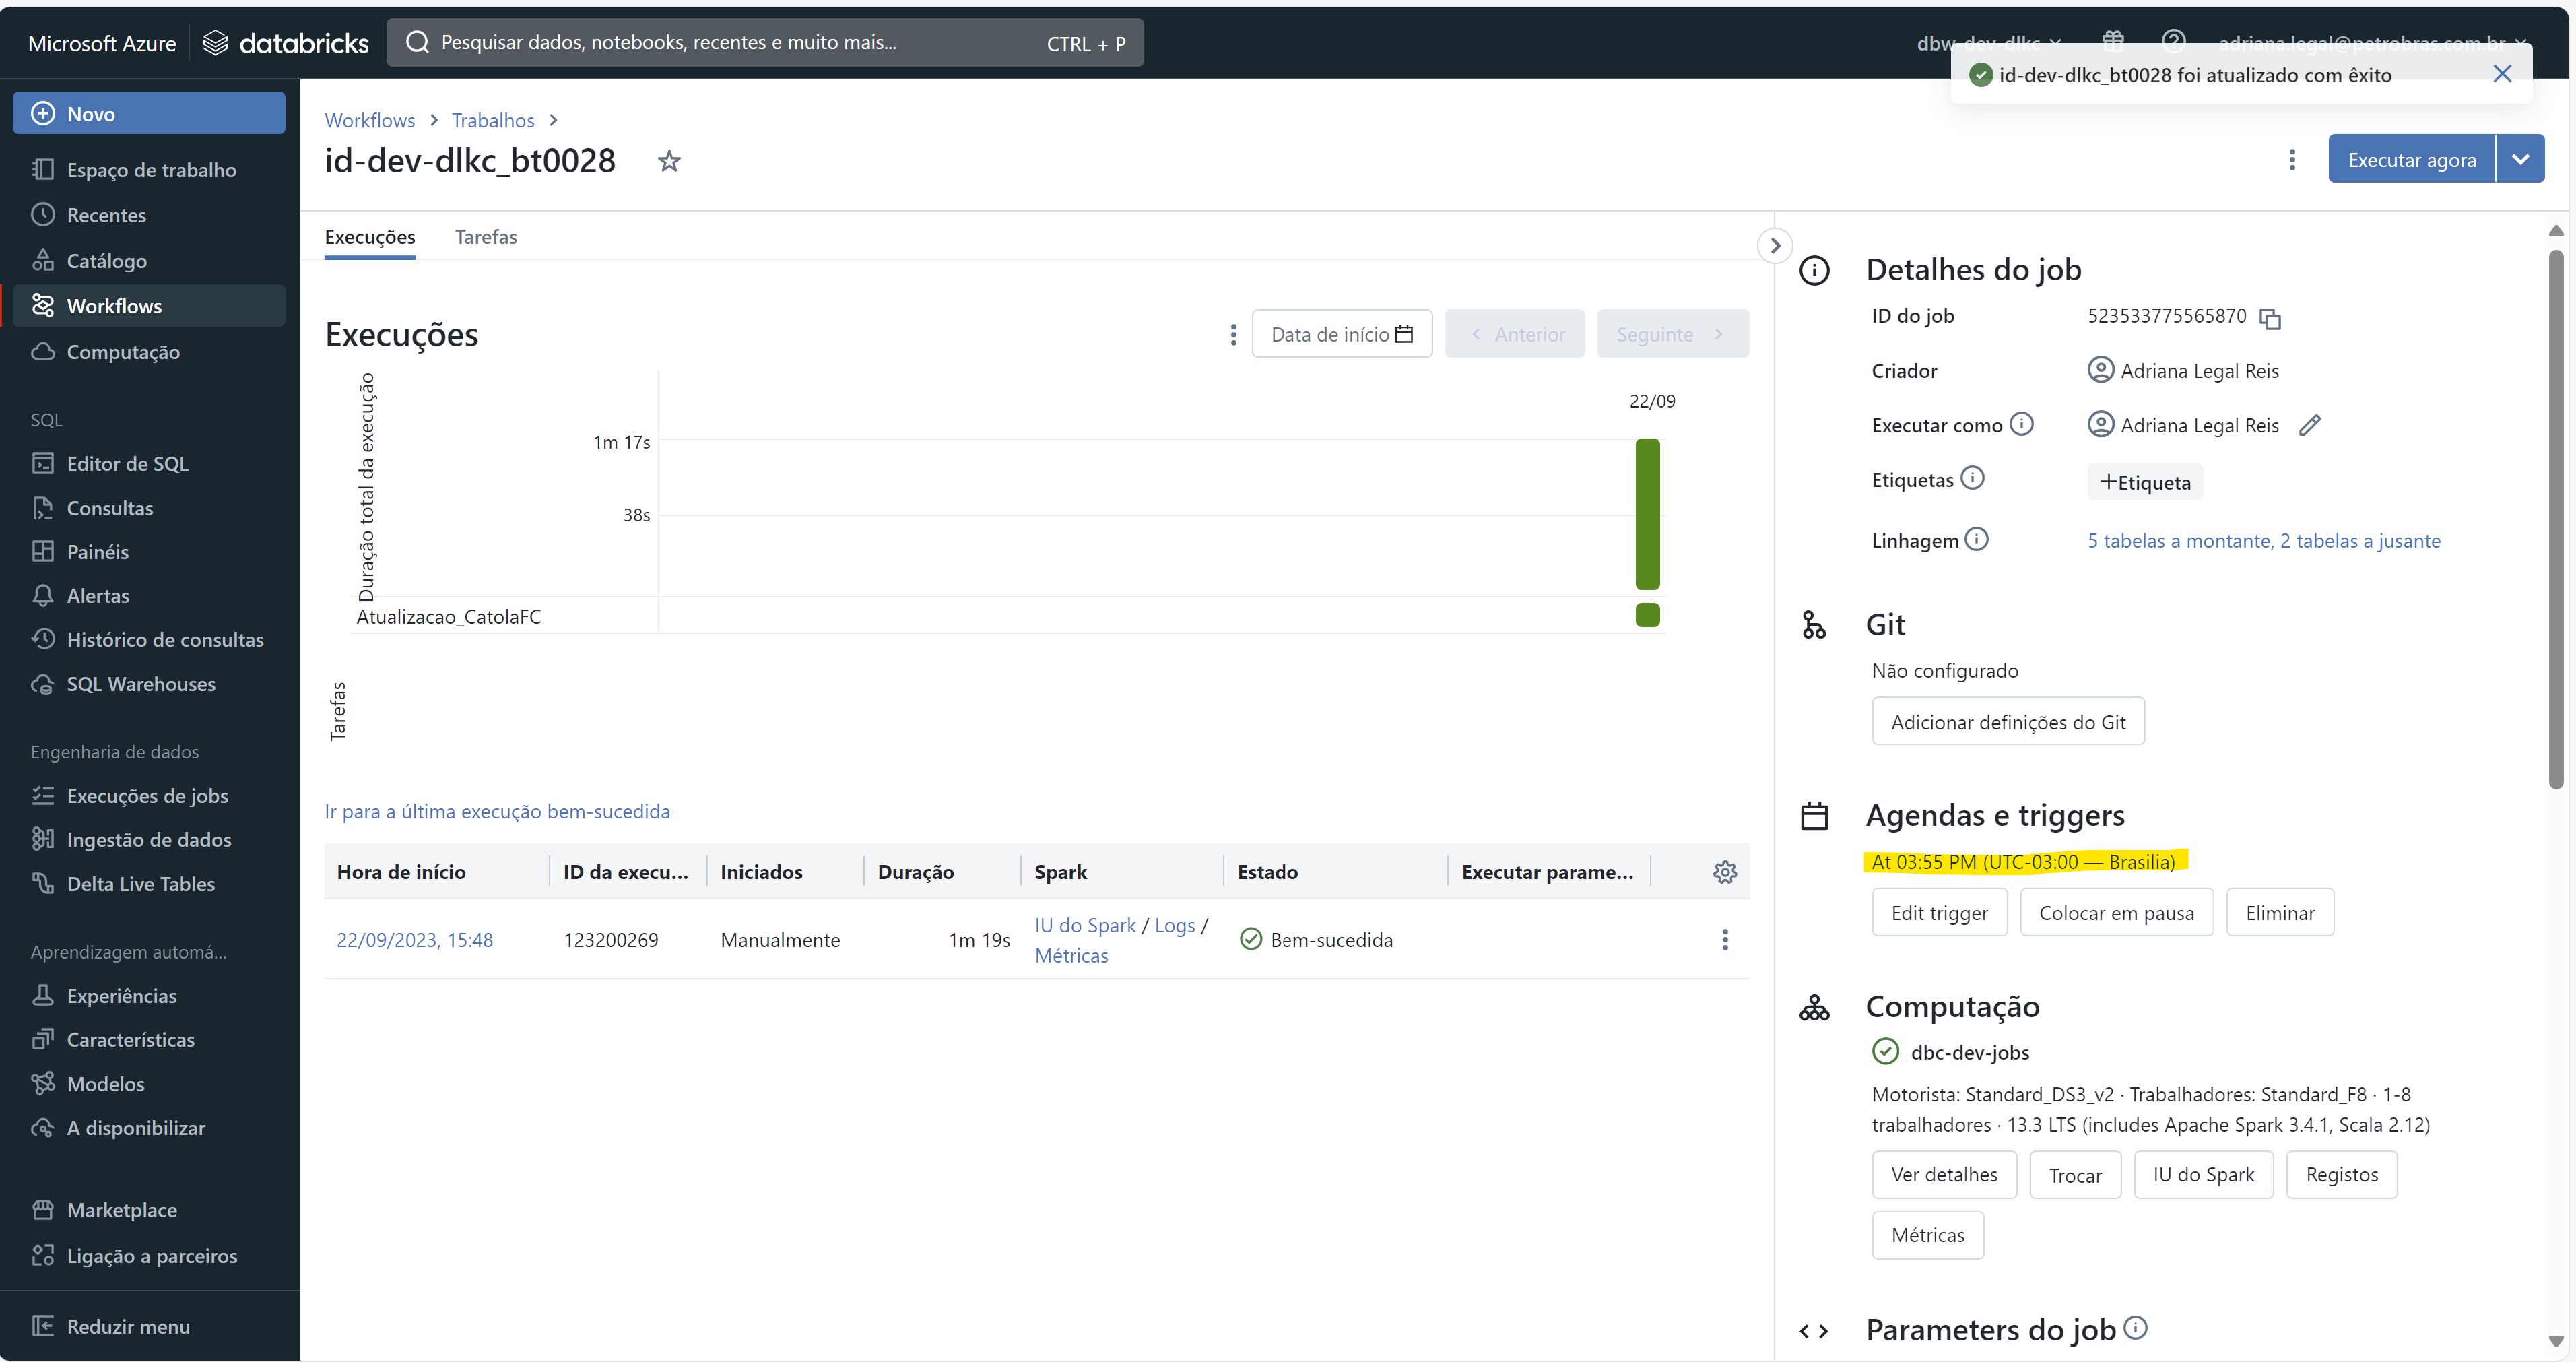 Microsoft Azure
databricks
Pesquisar dados, notebooks, recentes e muito mais...
CTRL + P
dbw-dev-dlkc
adriana.legal@petrobras.com.br
id-dev-dlkc_bt0028 foi atualizado com êxito
Novo
Espaço de trabalho
Recentes
Catálogo
Workflows
Computação
SQL
Editor de SQL
Consultas
Painéis
Alertas
Histórico de consultas
SQL Warehouses
Engenharia de dados
Execuções de jobs
Ingestão de dados
Delta Live Tables
Aprendizagem automá...
Experiências
Características
Modelos
A disponibilizar
Marketplace
Ligação a parceiros
Reduzir menu
Workflows > Trabalhos >
id-dev-dlkc_bt0028
Executar agora
Execuções
Tarefas
Execuções
Data de início
Anterior
Seguinte
Duração total da execução
22/09
1m 17s
38s
Atualizacao_CatolaFC
Tarefas
Ir para a última execução bem-sucedida
Hora de início
ID da execu...
Iniciados
Duração
Spark
Estado
Executar parame...
22/09/2023, 15:48
123200269
Manualmente
1m 19s
IU do Spark / Logs /
Métricas
Bem-sucedida
Detalhes do job
ID do job
523533775565870
Criador
Adriana Legal Reis
Executar como
Adriana Legal Reis
Etiquetas
+Etiqueta
Linhagem
5 tabelas a montante, 2 tabelas a jusante
Git
Não configurado
Adicionar definições do Git
Agendas e triggers
At 03:55 PM (UTC-03:00 — Brasilia)
Edit trigger
Colocar em pausa
Eliminar
Computação
dbc-dev-jobs
Motorista: Standard_DS3_v2 · Trabalhadores: Standard_F8 · 1-8
trabalhadores · 13.3 LTS (includes Apache Spark 3.4.1, Scala 2.12)
Ver detalhes
Trocar
IU do Spark
Registos
Métricas
Parameters do job